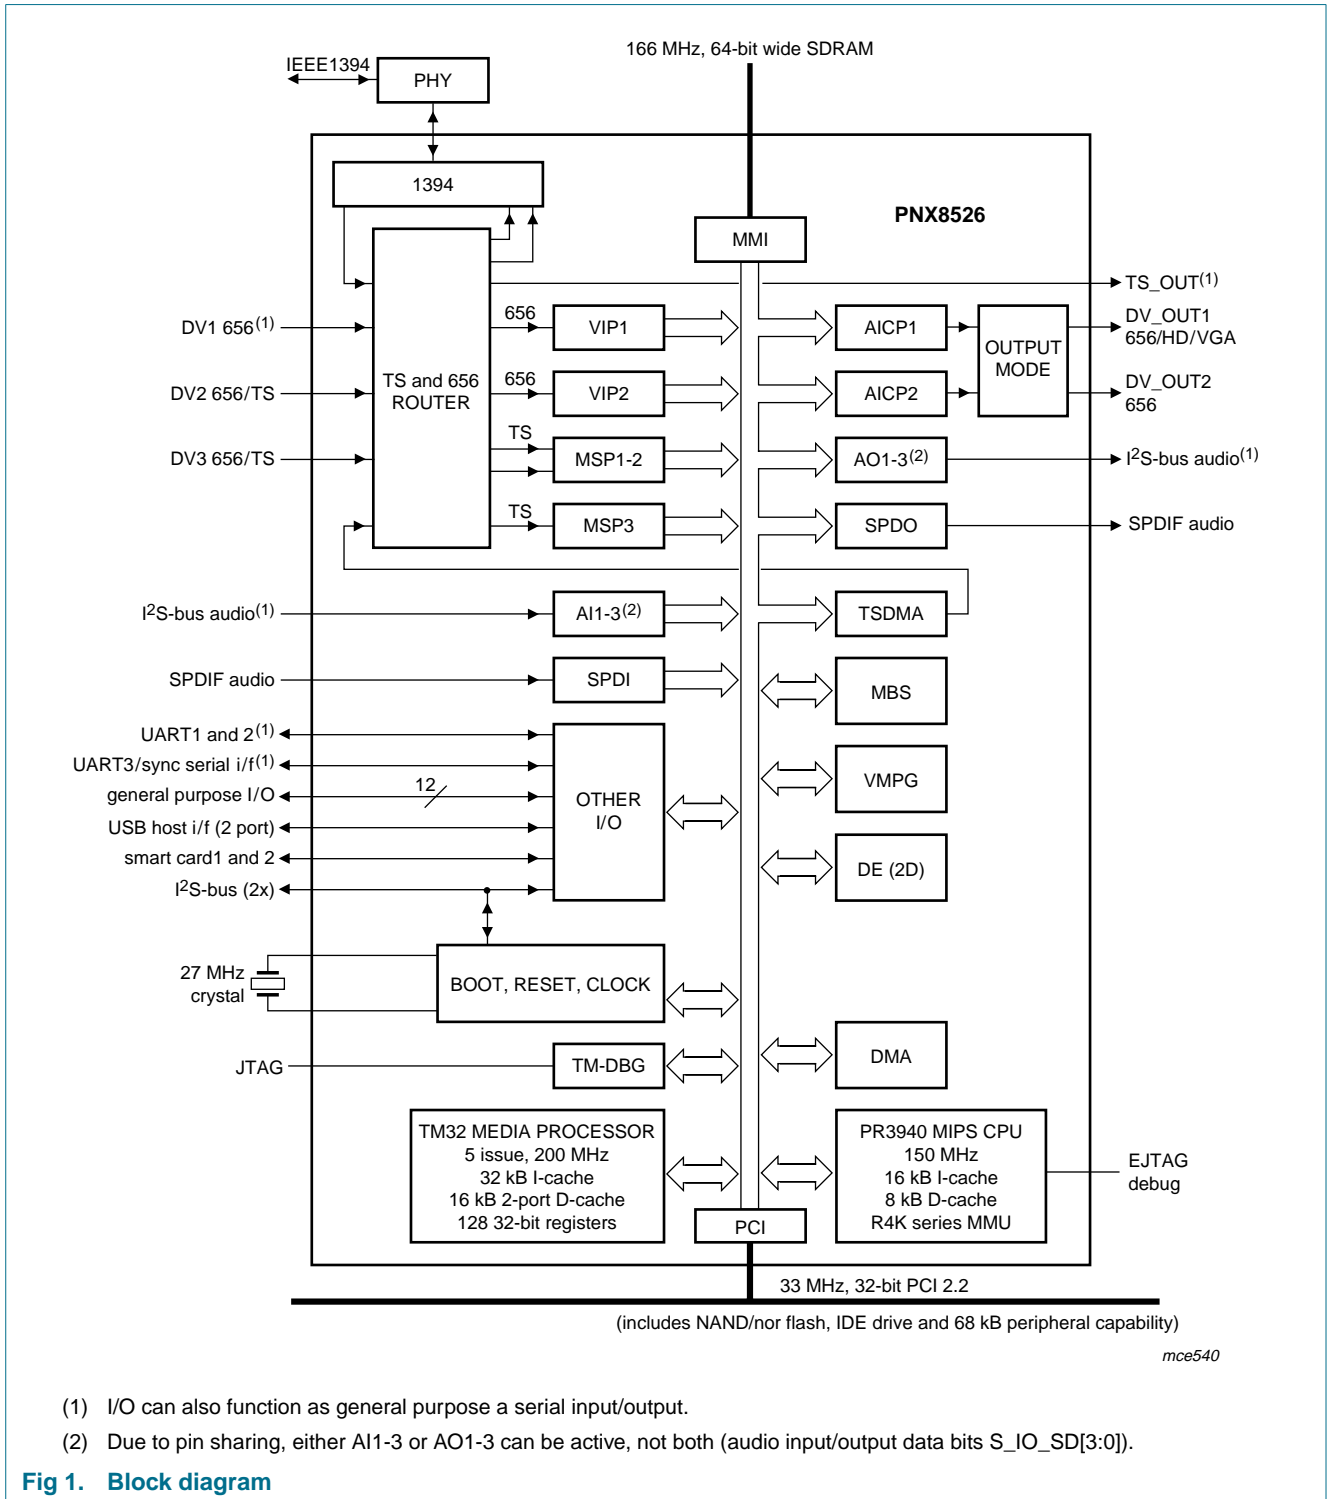 166 MHz, 64-bit wide SDRAM
IEEE1394
PHY
1394
PNX8526
MMI
TS_OUT(1)
DV1 656(1)
656
VIP1
AICP1
DV_OUT1
656/HD/VGA
OUTPUT
MODE
TS and 656
ROUTER
DV2 656/TS
656
VIP2
AICP2
DV_OUT2
656
DV3 656/TS
TS
MSP1-2
AO1-3(2)
I2S-bus audio(1)
TS
MSP3
SPDO
SPDIF audio
I2S-bus audio(1)
AI1-3(2)
TSDMA
SPDIF audio
SPDI
MBS
UART1 and 2(1)
UART3/sync serial i/f(1)
general purpose I/O
12
USB host i/f (2 port)
smart card1 and 2
I2S-bus (2x)
OTHER
I/O
VMPG
DE (2D)
27 MHz
crystal
BOOT, RESET, CLOCK
JTAG
TM-DBG
DMA
TM32 MEDIA PROCESSOR
5 issue, 200 MHz
32 kB I-cache
16 kB 2-port D-cache
128 32-bit registers
PR3940 MIPS CPU
150 MHz
16 kB I-cache
8 kB D-cache
R4K series MMU
EJTAG
debug
PCI
33 MHz, 32-bit PCI 2.2
(includes NAND/nor flash, IDE drive and 68 kB peripheral capability)
mce540
(1) I/O can also function as general purpose a serial input/output.
(2) Due to pin sharing, either AI1-3 or AO1-3 can be active, not both (audio input/output data bits S_IO_SD[3:0]).
Fig 1. Block diagram